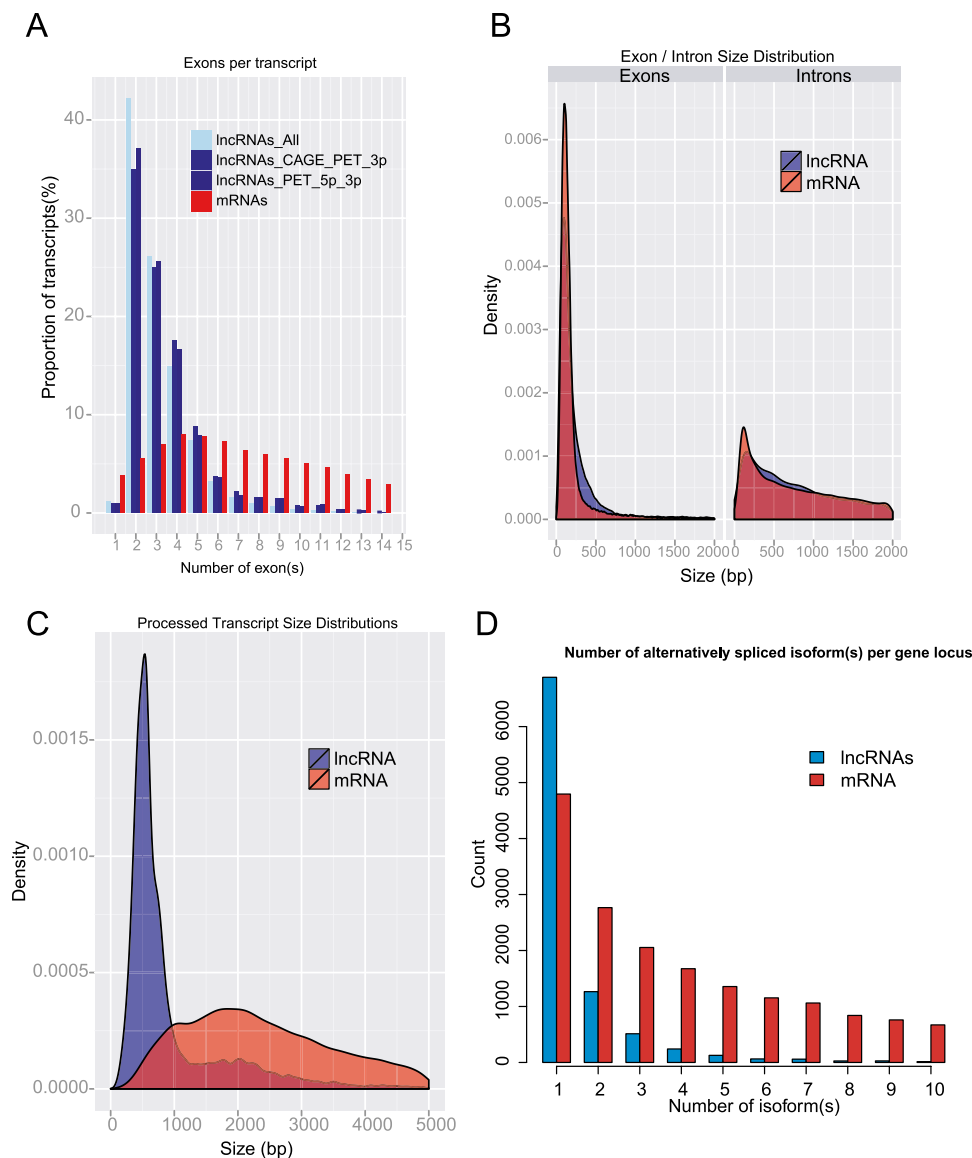 A
Exons per transcript
40
30
20
10
0
Proportion of transcripts(%)
lncRNAs_All
lncRNAs_CAGE_PET_3p
lncRNAs_PET_5p_3p
mRNAs
1 2 3 4 5 6 7 8 9 10 11 12 13 14 15
Number of exon(s)
B
Exon / Intron Size Distribution
Exons Introns
0.006
0.005
0.004
0.003
0.002
0.001
0.000
Density
lncRNA
mRNA
0 500 1000 1500 2000 0 500 1000 1500 2000
Size (bp)
C
Processed Transcript Size Distributions
0.0015
0.0010
0.0005
0.0000
Density
lncRNA
mRNA
0 1000 2000 3000 4000 5000
Size (bp)
D
Number of alternatively spliced isoform(s) per gene locus
6000
5000
4000
3000
2000
1000
0
Count
lncRNAs
mRNA
1 2 3 4 5 6 7 8 9 10
Number of isoform(s)